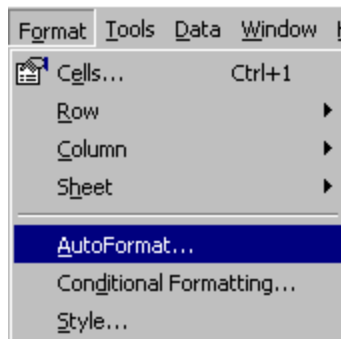 Format Tools Data Window
Cells... Ctrl+1
Row
Column
Sheet
AutoFormat...
Conditional Formatting...
Style...